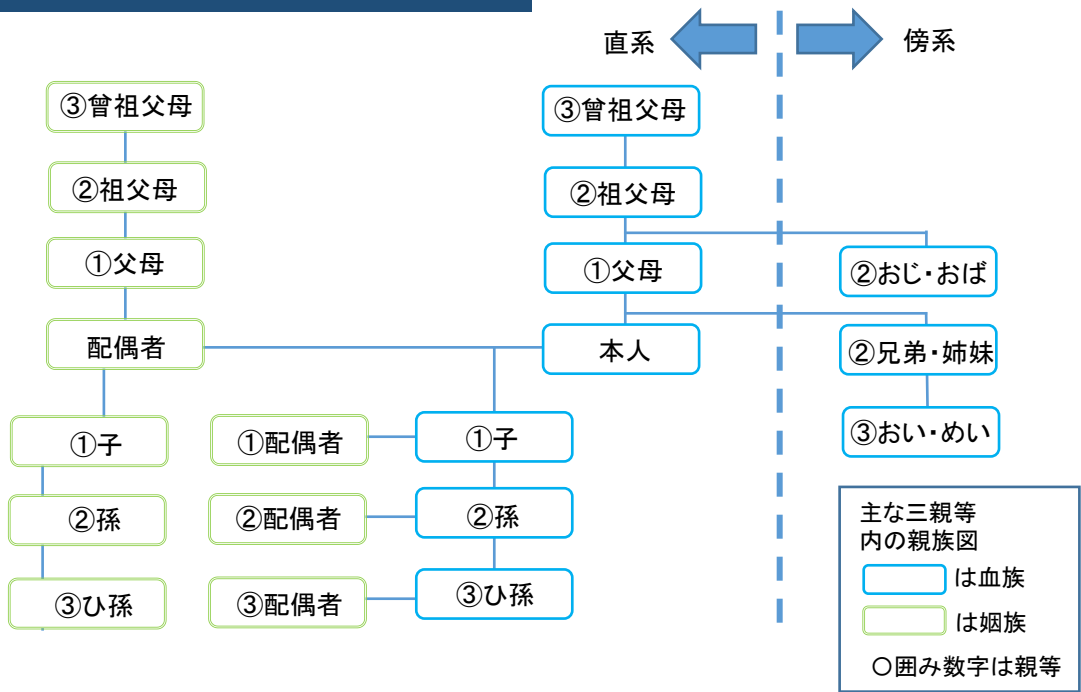 直系
傍系
③曾祖父母
③曾祖父母
②祖父母
②祖父母
①父母
①父母
②おじ・おば
配偶者
本人
②兄弟・姉妹
①子
①配偶者
①子
③おい・めい
②孫
②配偶者
②孫
③ひ孫
③配偶者
③ひ孫
主な三親等
内の親族図
は血族
は姻族
○囲み数字は親等